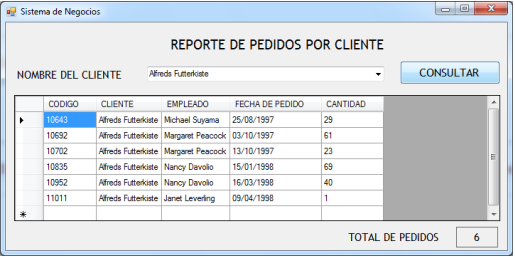 Sistema de Negocios
REPORTE DE PEDIDOS POR CLIENTE
NOMBRE DEL CLIENTE Alfreds Futterkiste CONSULTAR
CODIGO CLIENTE EMPLEADO FECHA DE PEDIDO CANTIDAD
10643 Alfreds Futterkiste Michael Suyama 25/08/1997 29
10692 Alfreds Futterkiste Margaret Peacock 03/10/1997 61
10702 Alfreds Futterkiste Margaret Peacock 13/10/1997 23
10835 Alfreds Futterkiste Nancy Davolio 15/01/1998 69
10952 Alfreds Futterkiste Nancy Davolio 16/03/1998 40
11011 Alfreds Futterkiste Janet Leverling 09/04/1998 1
TOTAL DE PEDIDOS 6